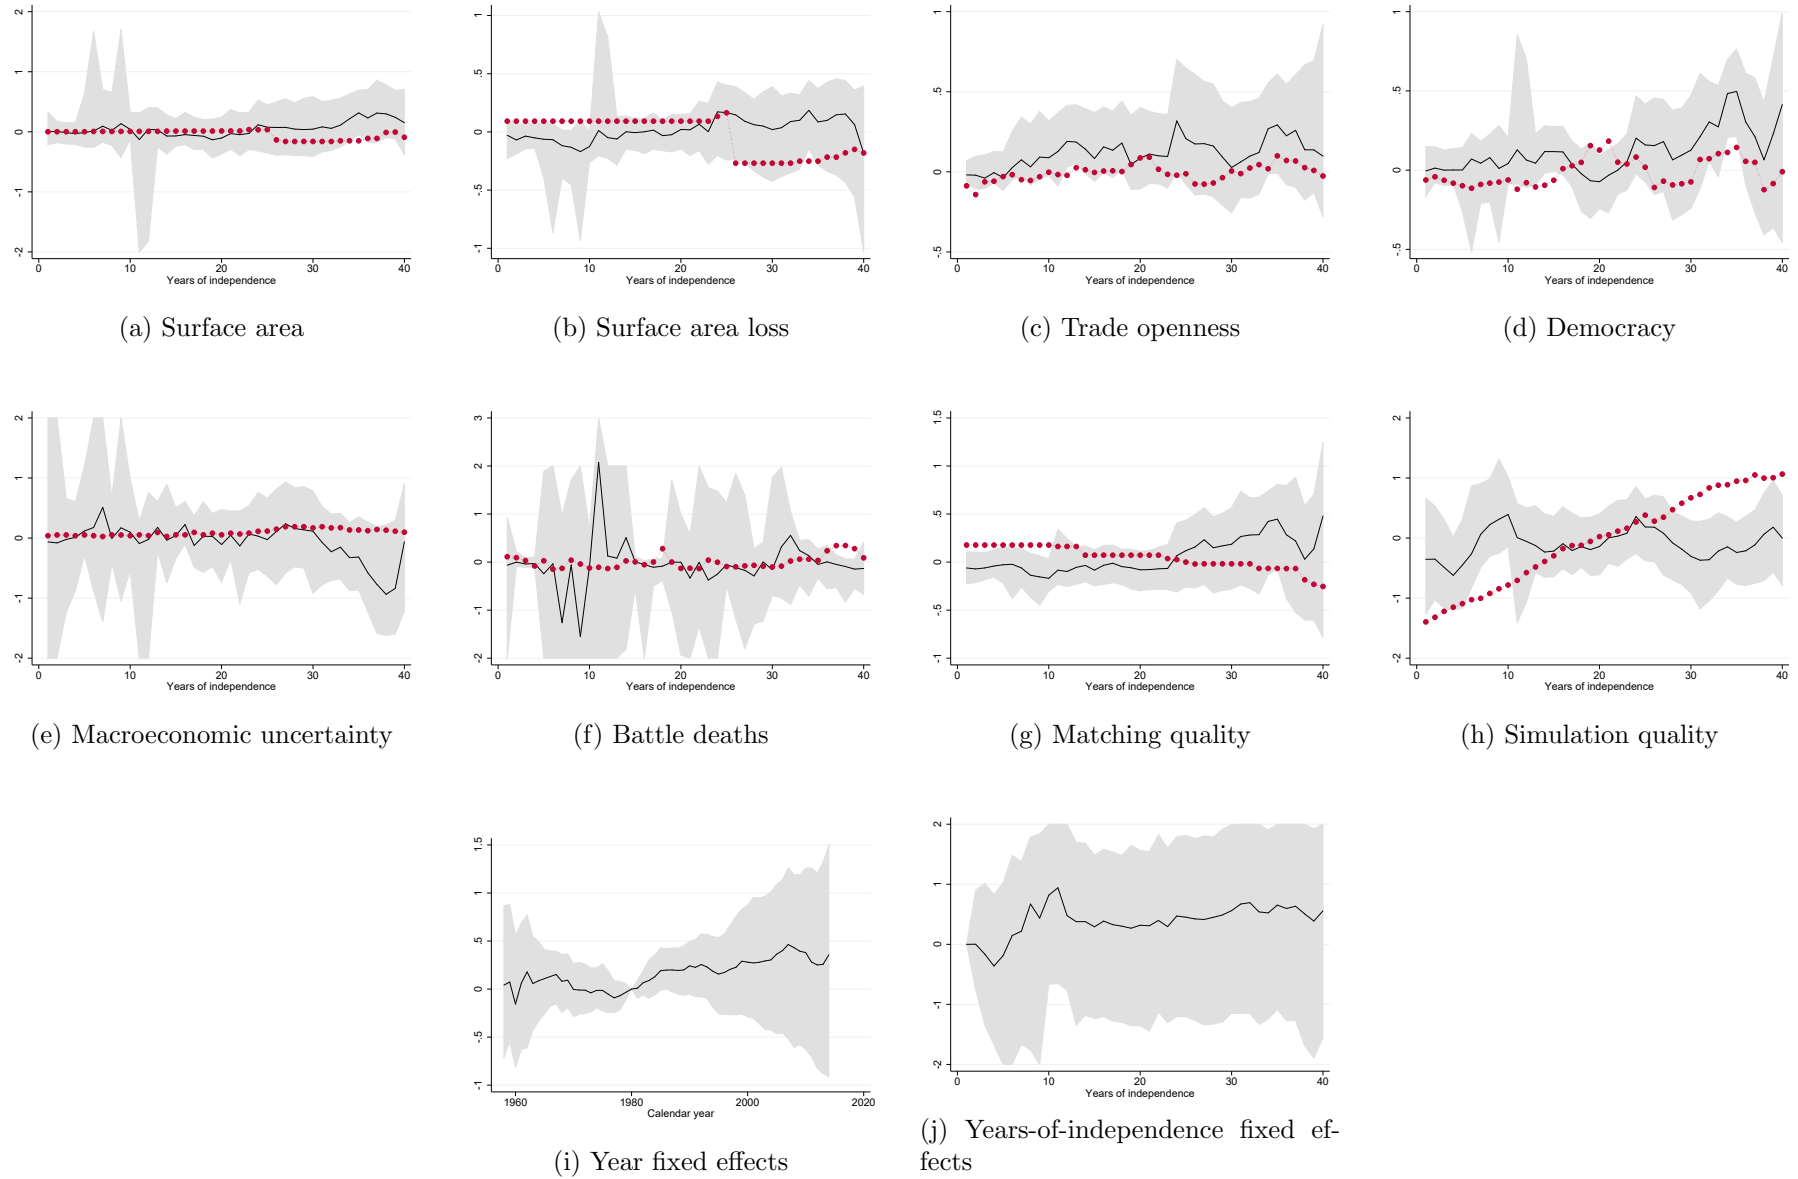 2
1
0
-1
-2
0 10 20 30 40
Years of independence
(a) Surface area
1
.5
0
-.5
-1
0 10 20 30 40
Years of independence
(b) Surface area loss
1
.5
0
-.5
0 10 20 30 40
Years of independence
(c) Trade openness
1
.5
0
-.5
0 10 20 30 40
Years of independence
(d) Democracy
2
1
0
-1
-2
0 10 20 30 40
Years of independence
(e) Macroeconomic uncertainty
3
2
1
0
-1
-2
0 10 20 30 40
Years of independence
(f) Battle deaths
1.5
1
.5
0
-.5
-1
0 10 20 30 40
Years of independence
(g) Matching quality
2
1
0
-1
-2
0 10 20 30 40
Years of independence
(h) Simulation quality
1.5
1
.5
0
-.5
-1
1960 1980 2000 2020
Calendar year
(i) Year fixed effects
2
1
0
-1
-2
0 10 20 30 40
Years of independence
(j) Years-of-independence fixed ef-
fects